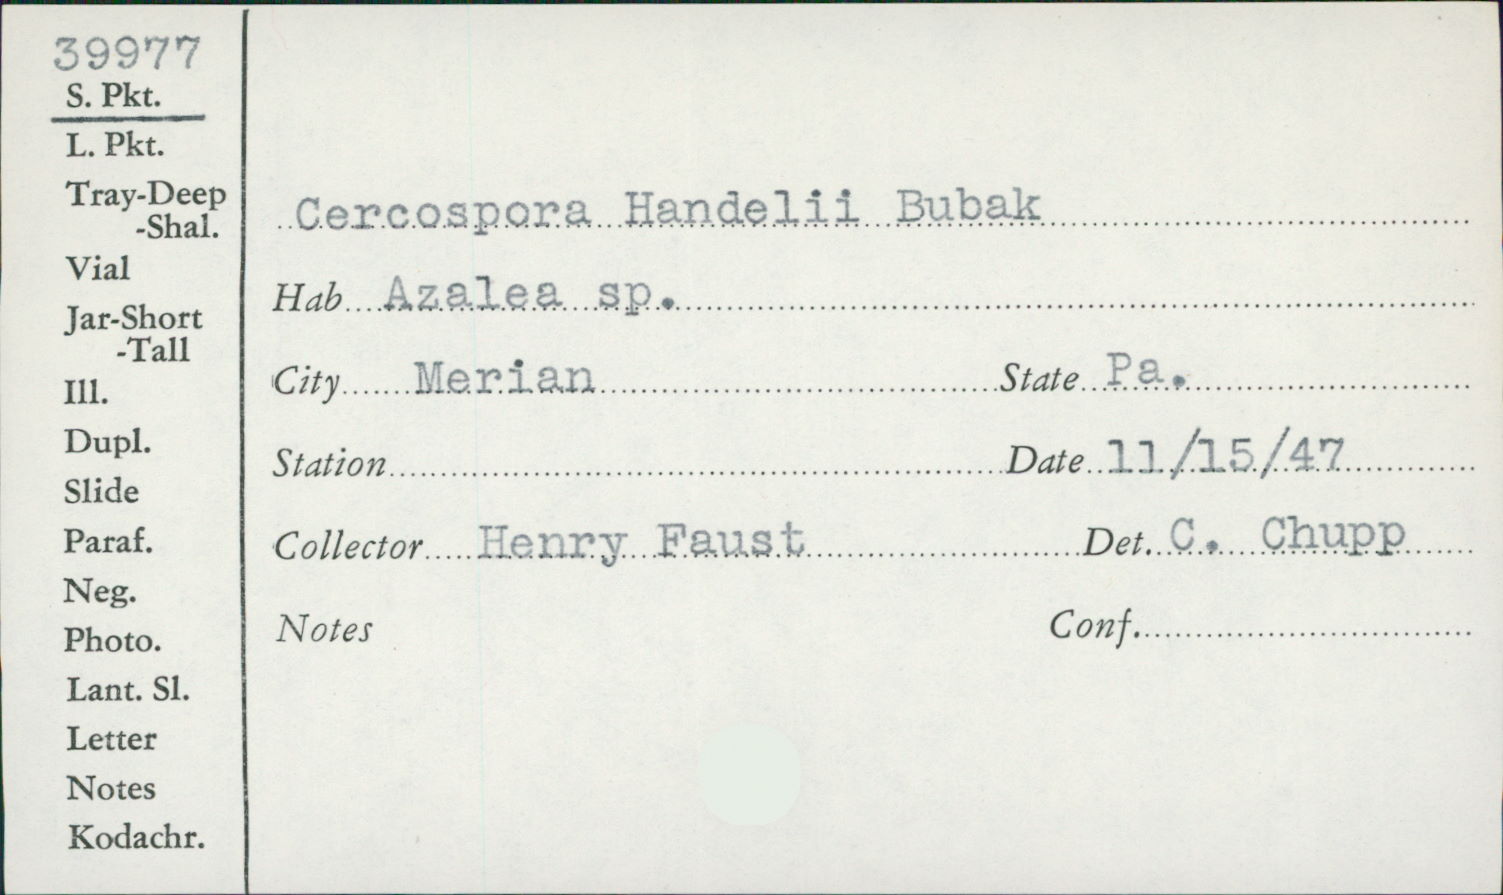 39977
S. Pkt.
L. Pkt.
Tray-Deep
-Shal.
Vial
Jar-Short
-Tall
Ill.
Dupl.
Slide
Paraf.
Neg.
Photo.
Lant. Sl.
Letter
Notes
Kodachr.
Cercospora Handelii Bubak
Hab Azalea sp.
City Merian State Pa.
Station Date 11/15/47
Collector Henry Faust Det. C. Chupp
Notes Conf.